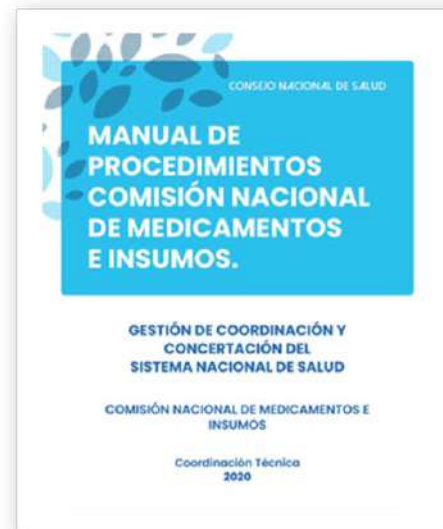 CONSEJO NACIONAL DE SALUD
MANUAL DE
PROCEDIMIENTOS
COMISIÓN NACIONAL
DE MEDICAMENTOS
E INSUMOS.
GESTIÓN DE COORDINACIÓN Y
CONCERTACIÓN DEL
SISTEMA NACIONAL DE SALUD
COMISIÓN NACIONAL DE MEDICAMENTOS E
INSUMOS
Coordinación Técnica
2020